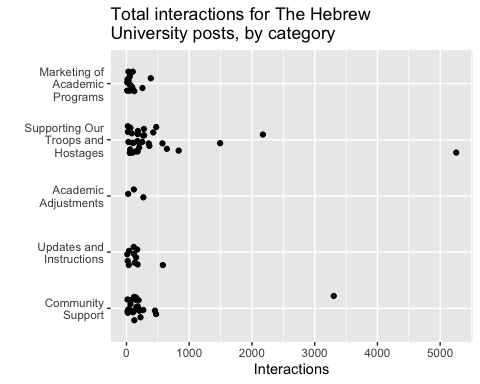 Total interactions for The Hebrew
University posts, by category
Marketing of
Academic
Programs
Supporting Our
Troops and
Hostages
Academic
Adjustments
Updates and
Instructions
Community
Support
0 1000 2000 3000 4000 5000
Interactions